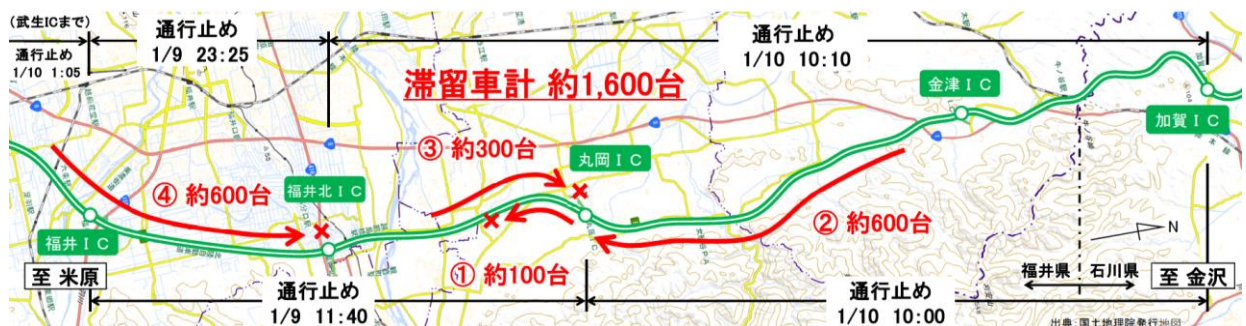 (武生ICまで)
通行止め
1/10 1:05
通行止め
1/9 23:25
通行止め
1/10 10:10
滞留車計 約1,600台
金津IC
加賀IC
③ 約300台
丸岡IC
④ 約600台
福井北IC
② 約600台
福井IC
N
至 米原
① 約100台
福井県
石川県
至 金沢
通行止め
1/9 11:40
通行止め
1/10 10:00
出典:国土地理院発行地図